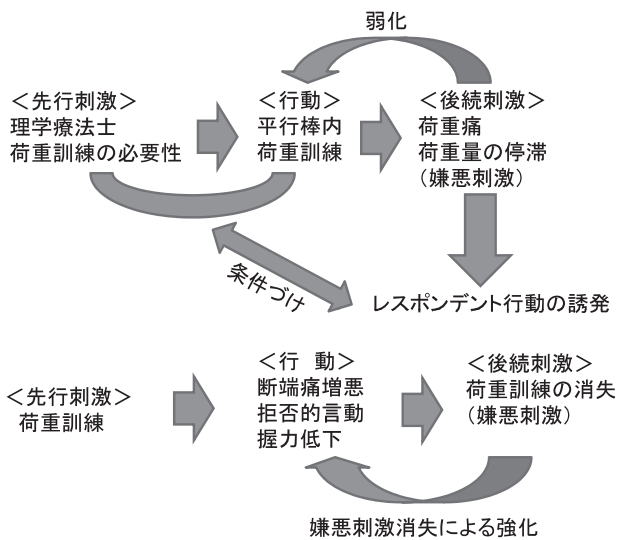 弱化
＜先行刺激＞
理学療法士
荷重訓練の必要性
＜行動＞
平行棒内
荷重訓練
＜後続刺激＞
荷重痛
荷重量の停滞
（嫌悪刺激）
条件づけ
レスポンデント行動の誘発
＜先行刺激＞
荷重訓練
＜行　動＞
断端痛増悪
拒否的言動
握力低下
＜後続刺激＞
荷重訓練の消失
（嫌悪刺激）
嫌悪刺激消失による強化